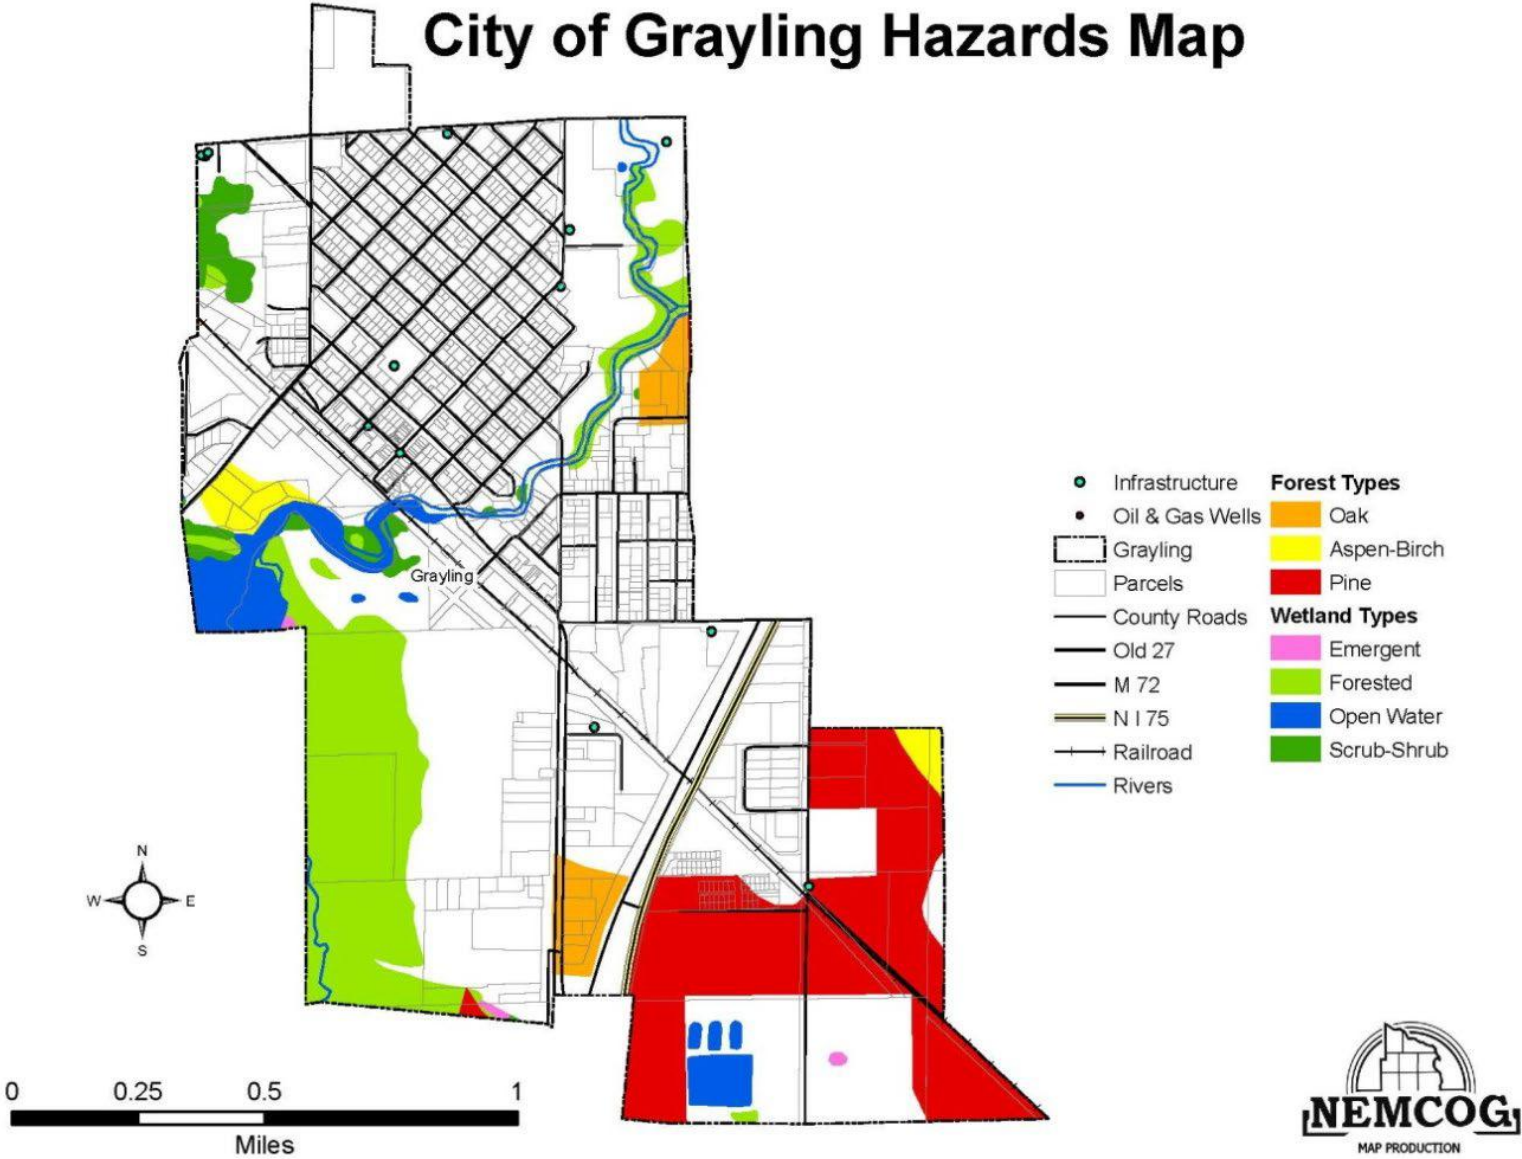 City of Grayling Hazards Map
Grayling
Infrastructure
Oil & Gas Wells
Grayling
Parcels
County Roads
Old 27
M 72
N I 75
Railroad
Rivers
Forest Types
Oak
Aspen-Birch
Pine
Wetland Types
Emergent
Forested
Open Water
Scrub-Shrub
N
W E
S
0 0.25 0.5 1
Miles
NEMCOG
MAP PRODUCTION